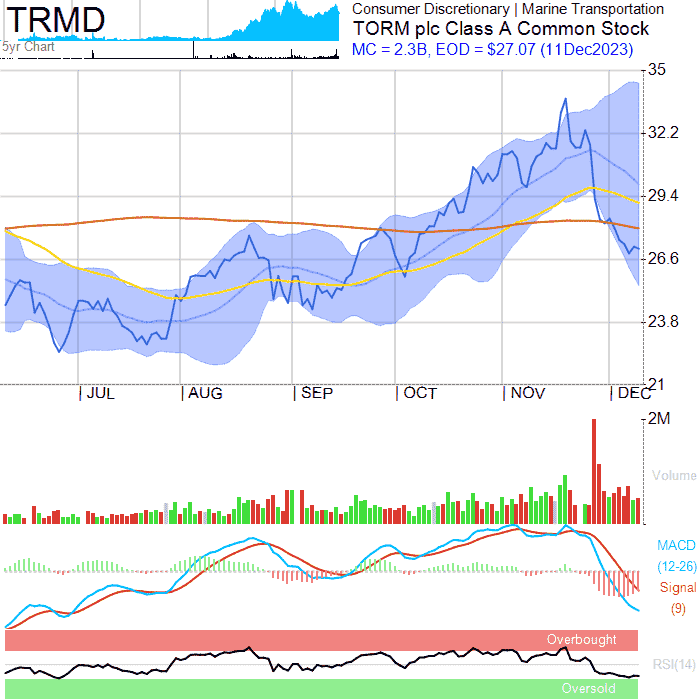 TRMD
5yr Chart
Consumer Discretionary | Marine Transportation
TORM plc Class A Common Stock
MC = 2.3B, EOD = $27.07 (11Dec2023)
35
32.2
29.4
26.6
23.8
21
JUL
AUG
SEP
OCT
NOV
DEC
2M
Volume
MACD
(12-26)
Signal
(9)
Overbought
RSI(14)
Oversold